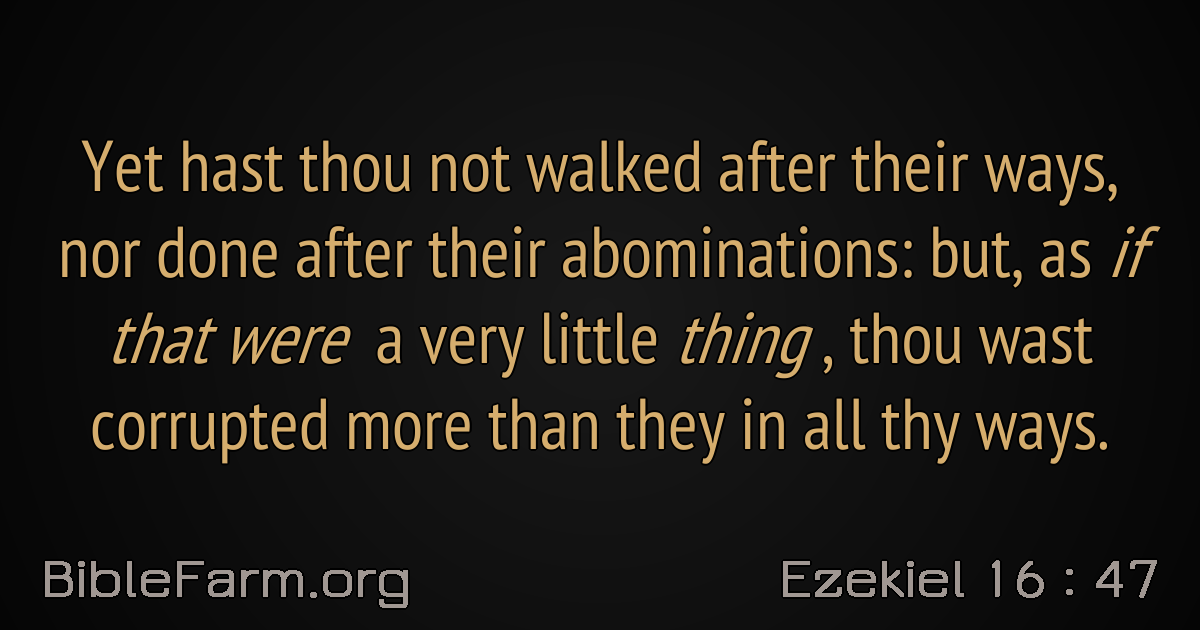 Yet hast thou not walked after their ways,
nor done after their abominations: but, as if
that were a very little thing , thou wast
corrupted more than they in all thy ways.
BibleFarm.org
Ezekiel 16 : 47